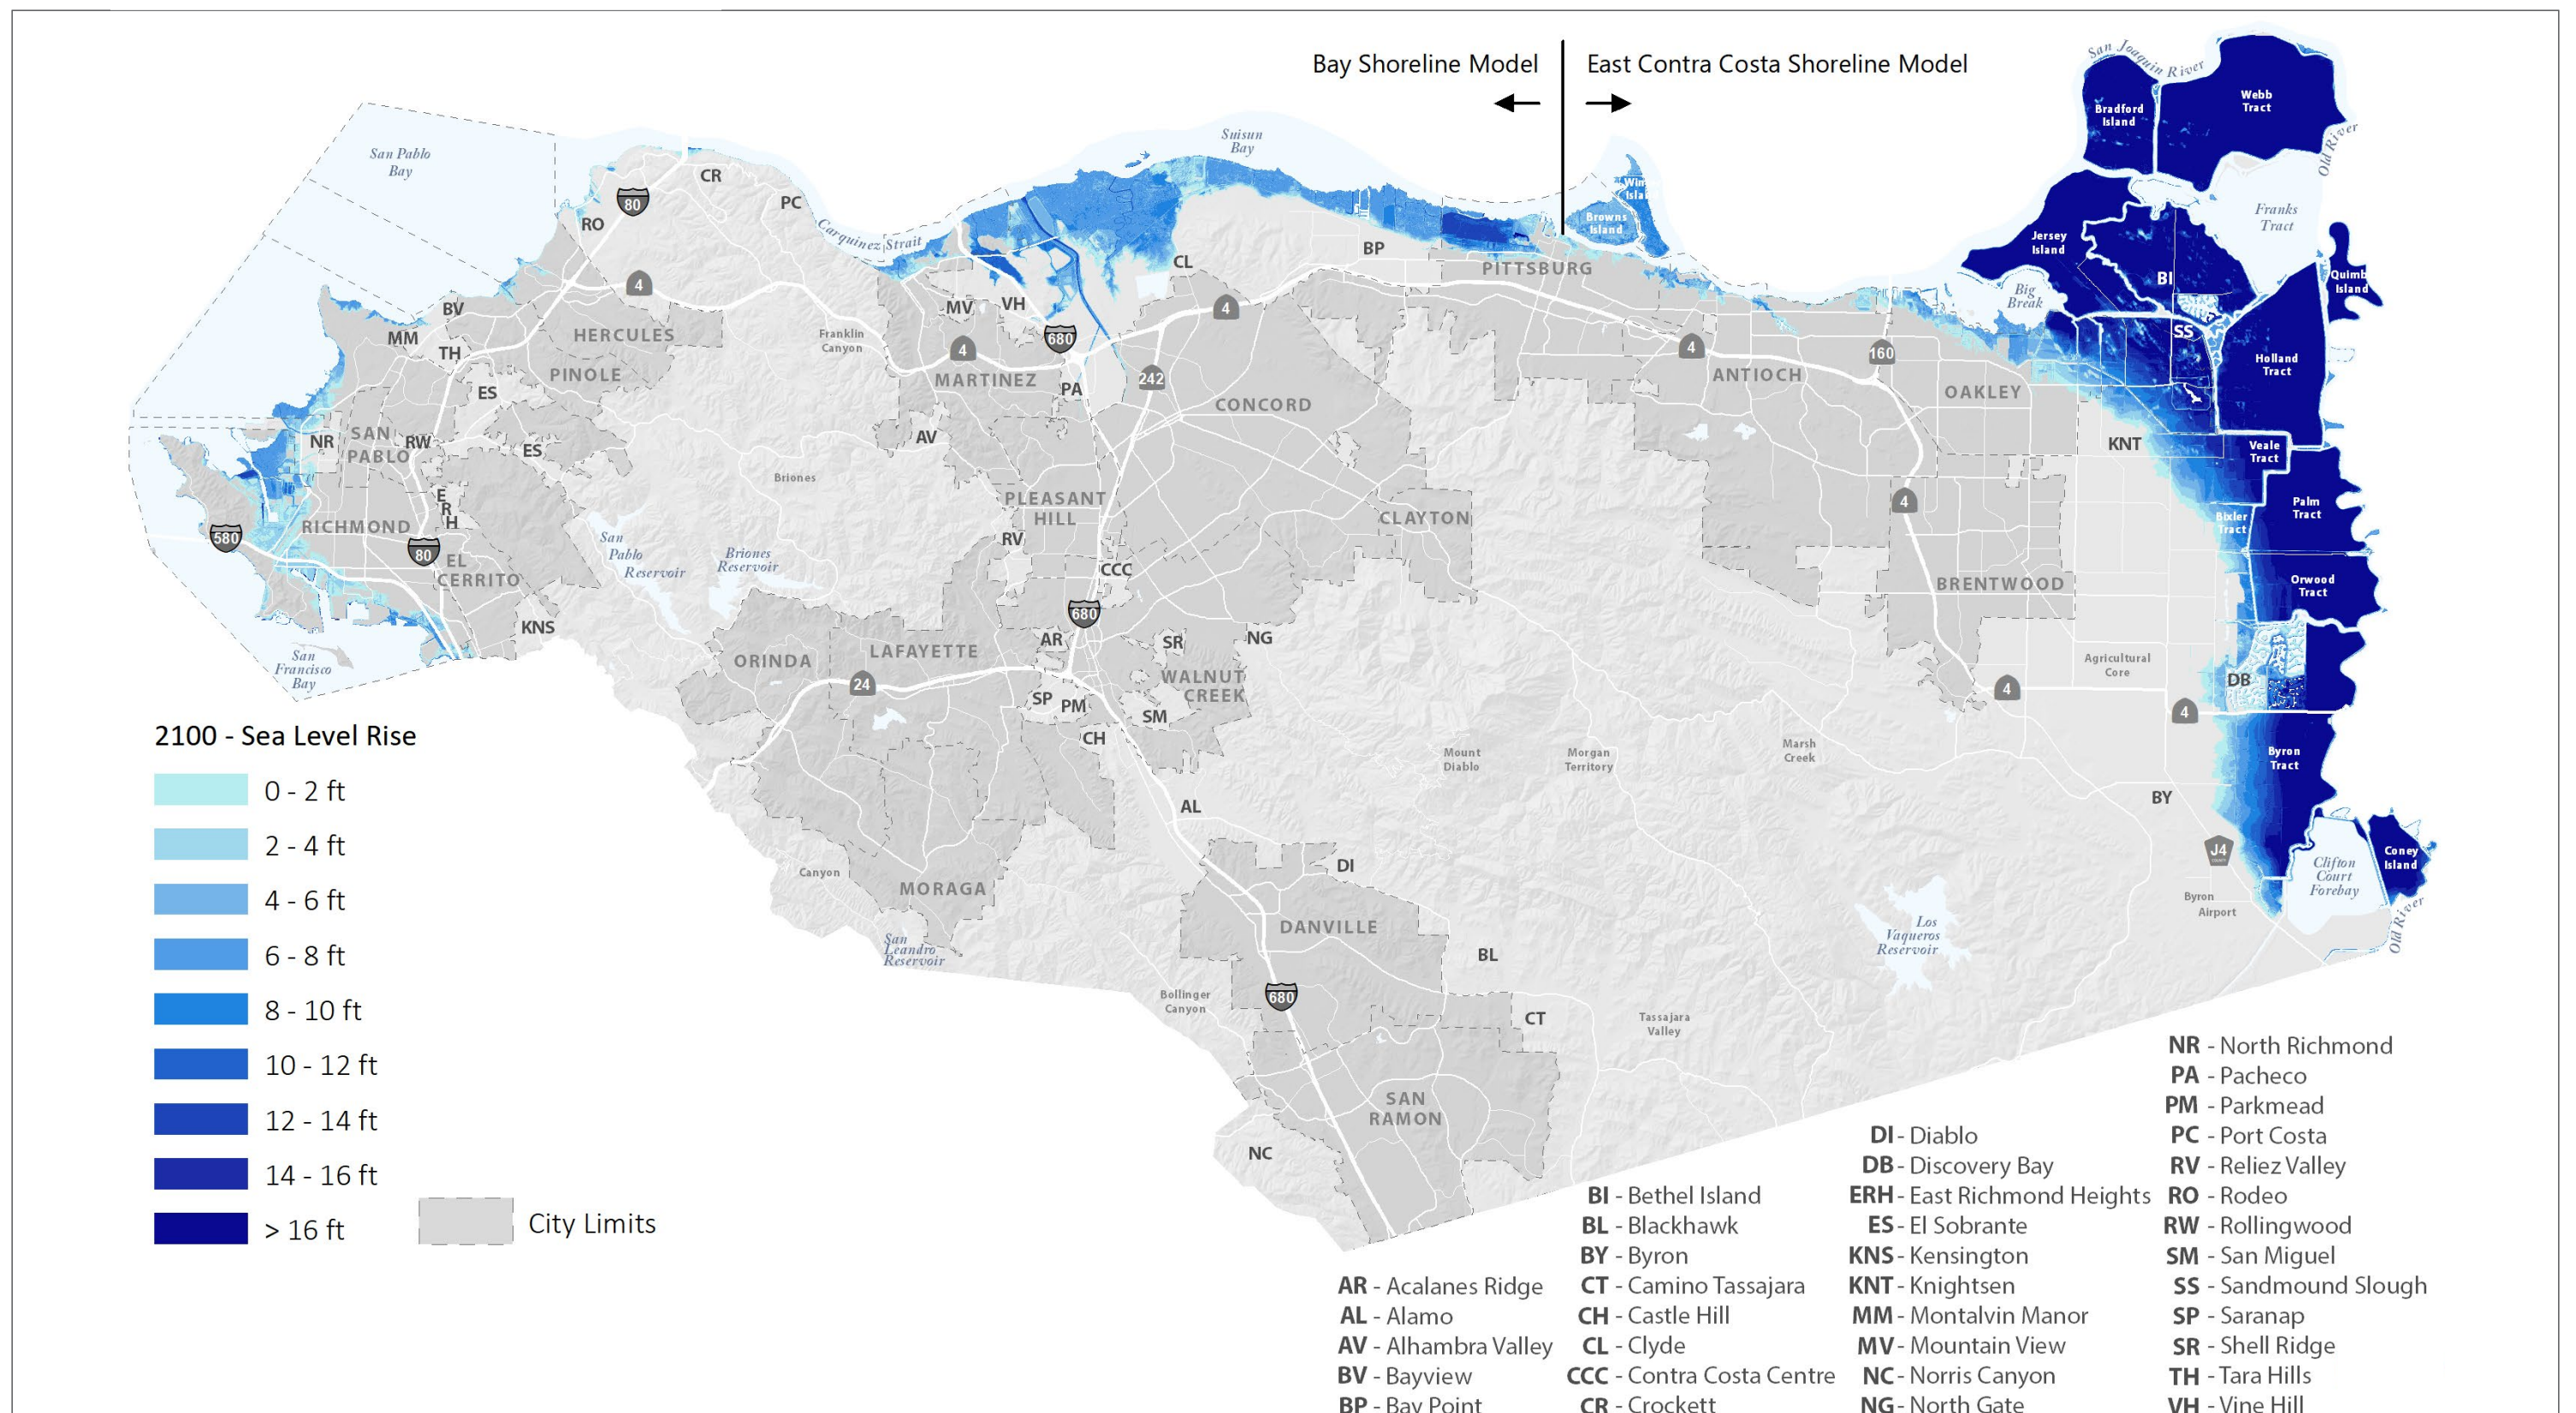 Bay Shoreline Model
East Contra Costa Shoreline Model
San Joaquin River
Bradford
Island
Webb
Tract
Old River
San Pablo
Bay
Suisun
Bay
CR
80
PC
RO
Carquinez Strait
Browns
Island
Franks
Tract
Jersey
Island
BI
Quimb
Island
Big
Break
SS
BP
PITTSBURG
CL
4
BV
MM
TH
HERCULES
PINOLE
ES
Franklin
Canyon
MV
VH
680
4
4
MARTINEZ
PA
242
4
160
ANTIOCH
OAKLEY
Holland
Tract
CONCORD
NR
SAN
PABLO
RW
ES
AV
Briones
KNT
Veale
Tract
Palm
Tract
Bixler
Tract
E
R
H
RICHMOND
580
80
EL
CERRITO
PLEASANT
HILL
RV
CCC
CLAYTON
4
San
Pablo
Reservoir
Briones
Reservoir
BRENTWOOD
Orwood
Tract
KNS
680
AR
SR
NG
ORINDA
LAFAYETTE
24
WALNUT
CREEK
SP
PM
SM
CH
San
Francisco
Bay
Agricultural
Core
DB
4
4
Mount
Diablo
Morgan
Territory
Marsh
Creek
Byron
Tract
BY
AL
J4
Clifton
Court
Forebay
Coney
Island
Old River
Byron
Airport
DI
Canyon
MORAGA
DANVILLE
San
Leandro
Reservoir
BL
Los
Vaqueros
Reservoir
680
Bollinger
Canyon
CT
Tassajara
Valley
SAN
RAMON
NC
2100 - Sea Level Rise
0 - 2 ft
2 - 4 ft
4 - 6 ft
6 - 8 ft
8 - 10 ft
10 - 12 ft
12 - 14 ft
14 - 16 ft
> 16 ft
City Limits
AR - Acalanes Ridge
AL - Alamo
AV - Alhambra Valley
BV - Bayview
BP - Bay Point
BI - Bethel Island
BL - Blackhawk
BY - Byron
CT - Camino Tassajara
CH - Castle Hill
CL - Clyde
CCC - Contra Costa Centre
CR - Crockett
DI - Diablo
DB - Discovery Bay
ERH - East Richmond Heights
ES - El Sobrante
KNS - Kensington
KNT - Knightsen
MM - Montalvin Manor
MV - Mountain View
NC - Norris Canyon
NG - North Gate
NR - North Richmond
PA - Pacheco
PM - Parkmead
PC - Port Costa
RV - Reliez Valley
RO - Rodeo
RW - Rollingwood
SM - San Miguel
SS - Sandmound Slough
SP - Saranap
SR - Shell Ridge
TH - Tara Hills
VH - Vine Hill